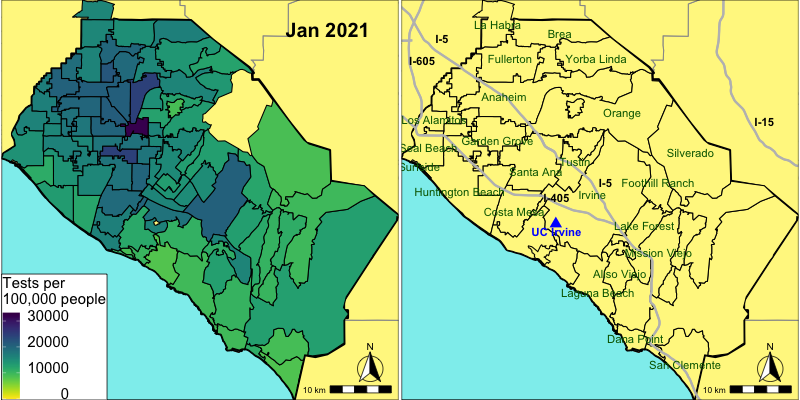 Jan 2021
Tests per
100,000 people
30000
20000
10000
0
N
10 km
La Habra
Brea
I-5
I-605
Fullerton
Yorba Linda
Anaheim
Orange
I-15
Los Alamitos
Garden Grove
Seal Beach
Silverado
Sunside
Tustin
Santa Ana
I-5
Foothill Ranch
Huntington Beach
Irvine
I-405
Costa Mesa
UC Irvine
Lake Forest
Mission Viejo
Aliso Viejo
Laguna Beach
Dana Point
San Clemente
N
10 km